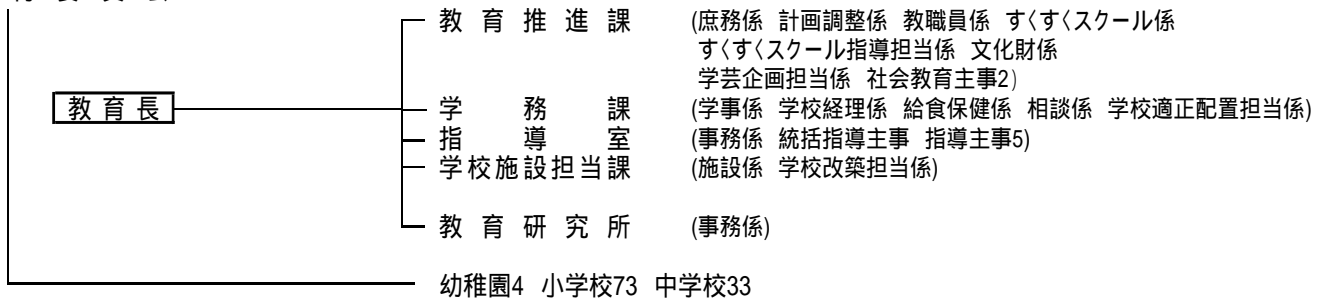 教育推進課 (庶務係 計画調整係 教職員係 すくすくスクール係
すくすくスクール指導担当係 文化財係
学芸企画担当係 社会教育主事2)
教育長
学務課 (学事係 学校経理係 給食保健係 相談係 学校適正配置担当係)
指導室 (事務係 統括指導主事 指導主事5)
学校施設担当課 (施設係 学校改築担当係)
教育研究所 (事務係)
幼稚園4 小学校73 中学校33